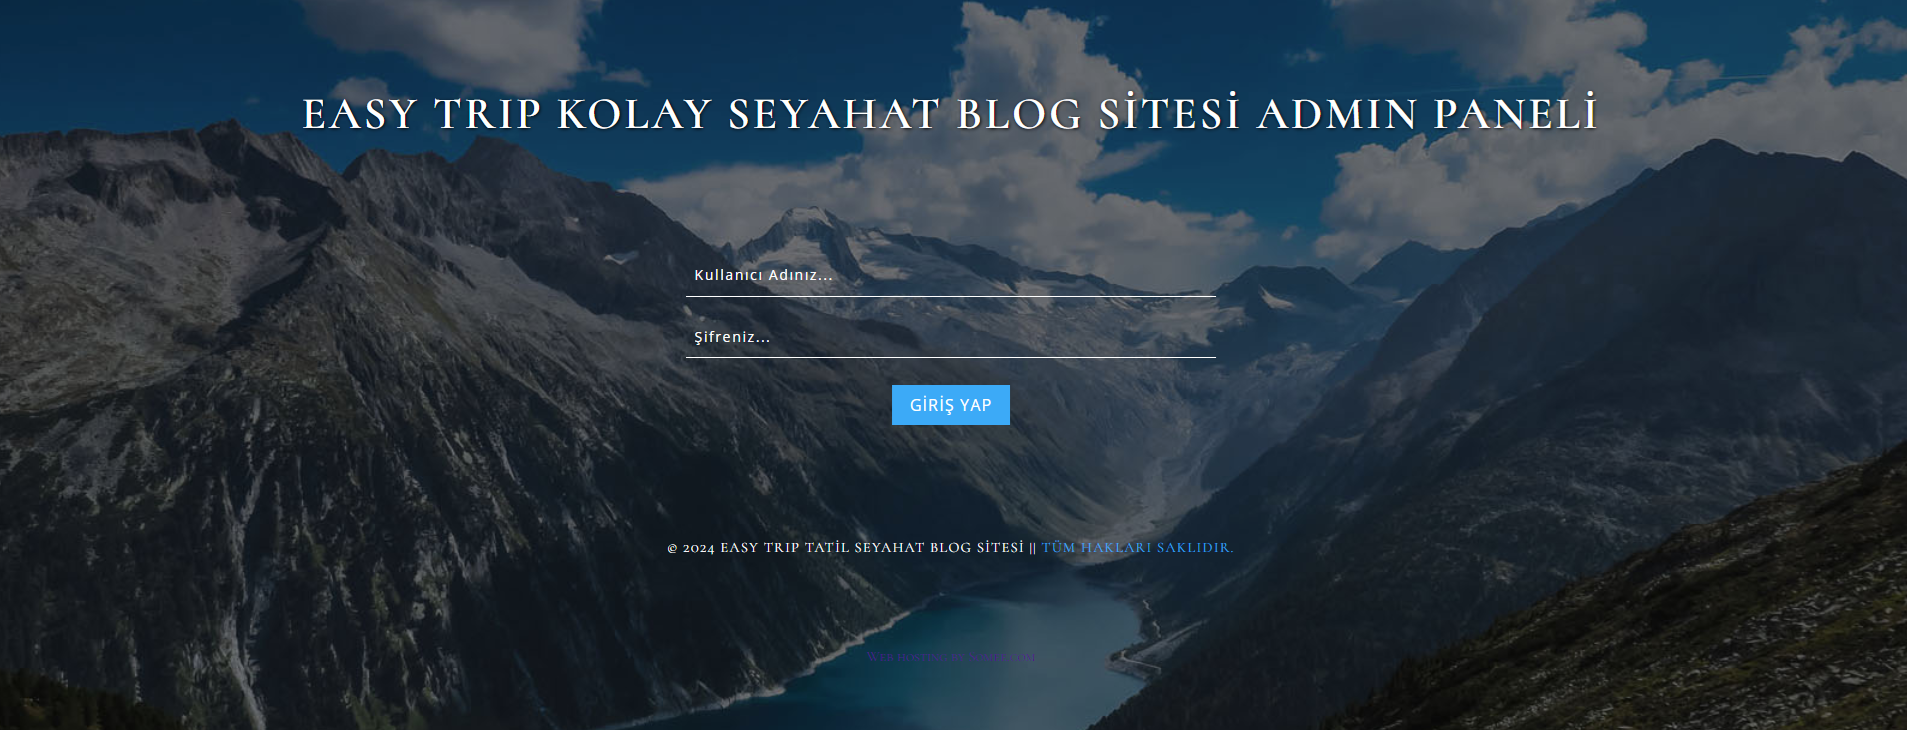 EASY TRIP KOLAY SEYAHAT BLOG SİTESİ ADMIN PANELİ
Kullanıcı Adınız...
Şifreniz...
GİRİŞ YAP
© 2024 EASY TRIP TATİL SEYAHAT BLOG SİTESİ || TÜM HAKLARI SAKLIDIR.